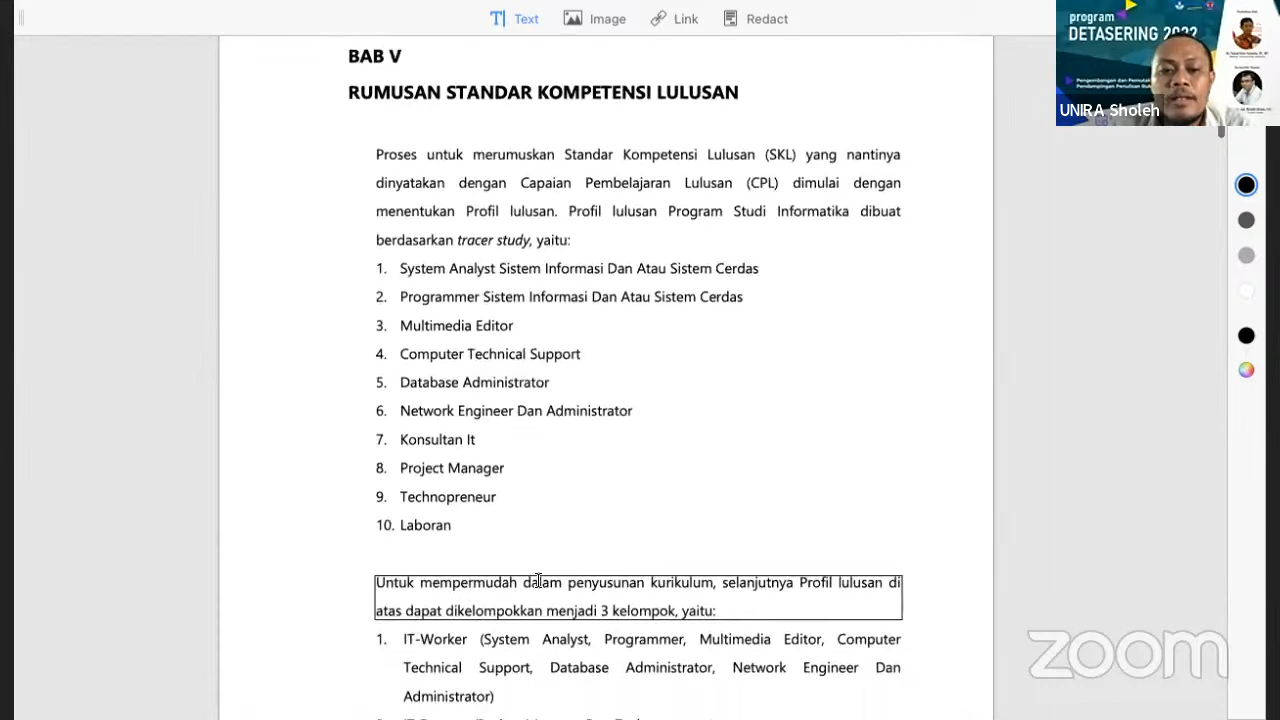 Text Image Link Redact
program
DETASERING 2022
UNIRA Sholeh
BAB V
RUMUSAN STANDAR KOMPETENSI LULUSAN
Proses untuk merumuskan Standar Kompetensi Lulusan (SKL) yang nantinya
dinyatakan dengan Capaian Pembelajaran Lulusan (CPL) dimulai dengan
menentukan Profil lulusan. Profil lulusan Program Studi Informatika dibuat
berdasarkan tracer study, yaitu:
1. System Analyst Sistem Informasi Dan Atau Sistem Cerdas
2. Programmer Sistem Informasi Dan Atau Sistem Cerdas
3. Multimedia Editor
4. Computer Technical Support
5. Database Administrator
6. Network Engineer Dan Administrator
7. Konsultan It
8. Project Manager
9. Technopreneur
10. Laboran
Untuk mempermudah dalam penyusunan kurikulum, selanjutnya Profil lulusan di
atas dapat dikelompokkan menjadi 3 kelompok, yaitu:
1. IT-Worker (System Analyst, Programmer, Multimedia Editor, Computer
Technical Support, Database Administrator, Network Engineer Dan
Administrator)
zoom